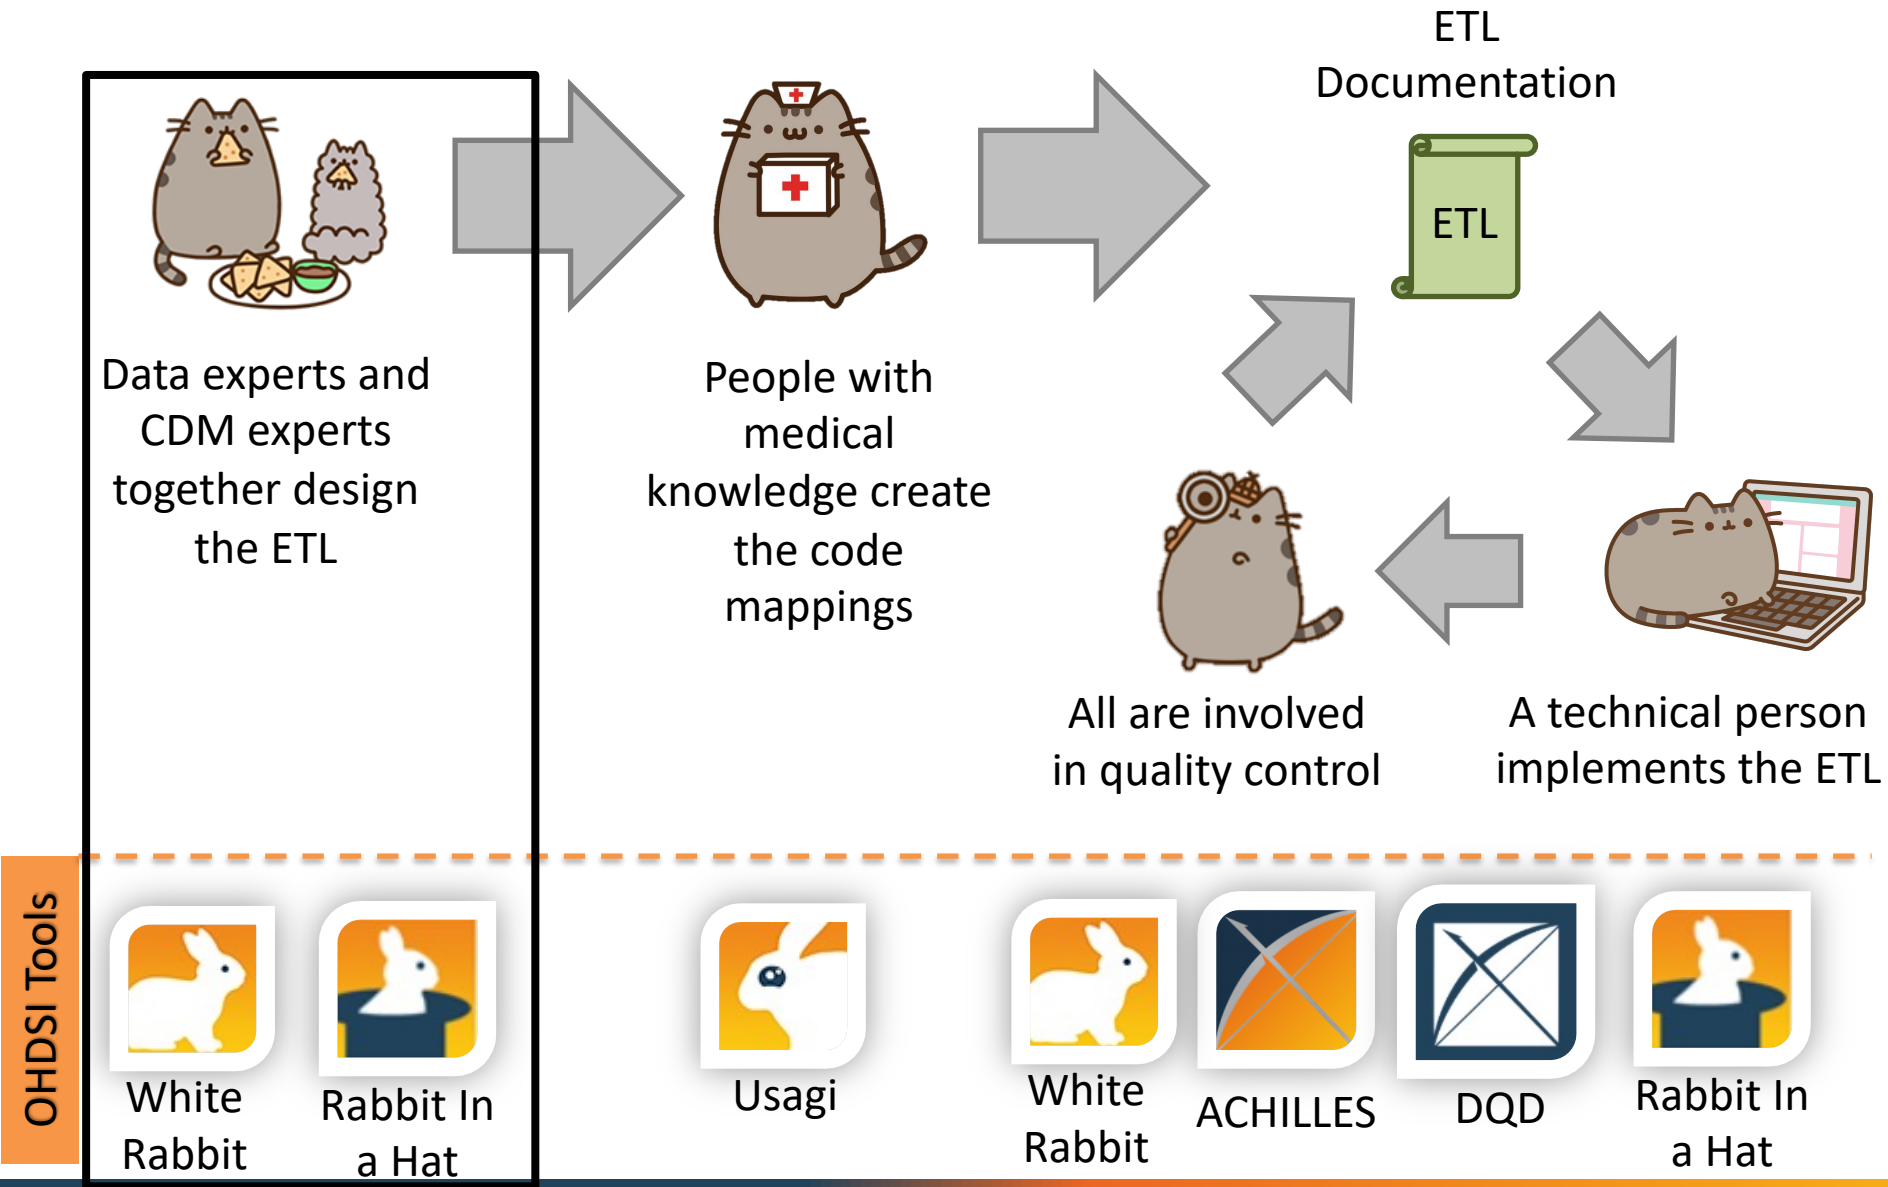 ETL
Documentation
ETL
Data experts and
CDM experts
together design
the ETL
People with
medical
knowledge create
the code
mappings
All are involved
in quality control
A technical person
implements the ETL
OHDSI Tools
White
Rabbit
Rabbit In
a Hat
Usagi
White
Rabbit
ACHILLES
DQD
Rabbit In
a Hat